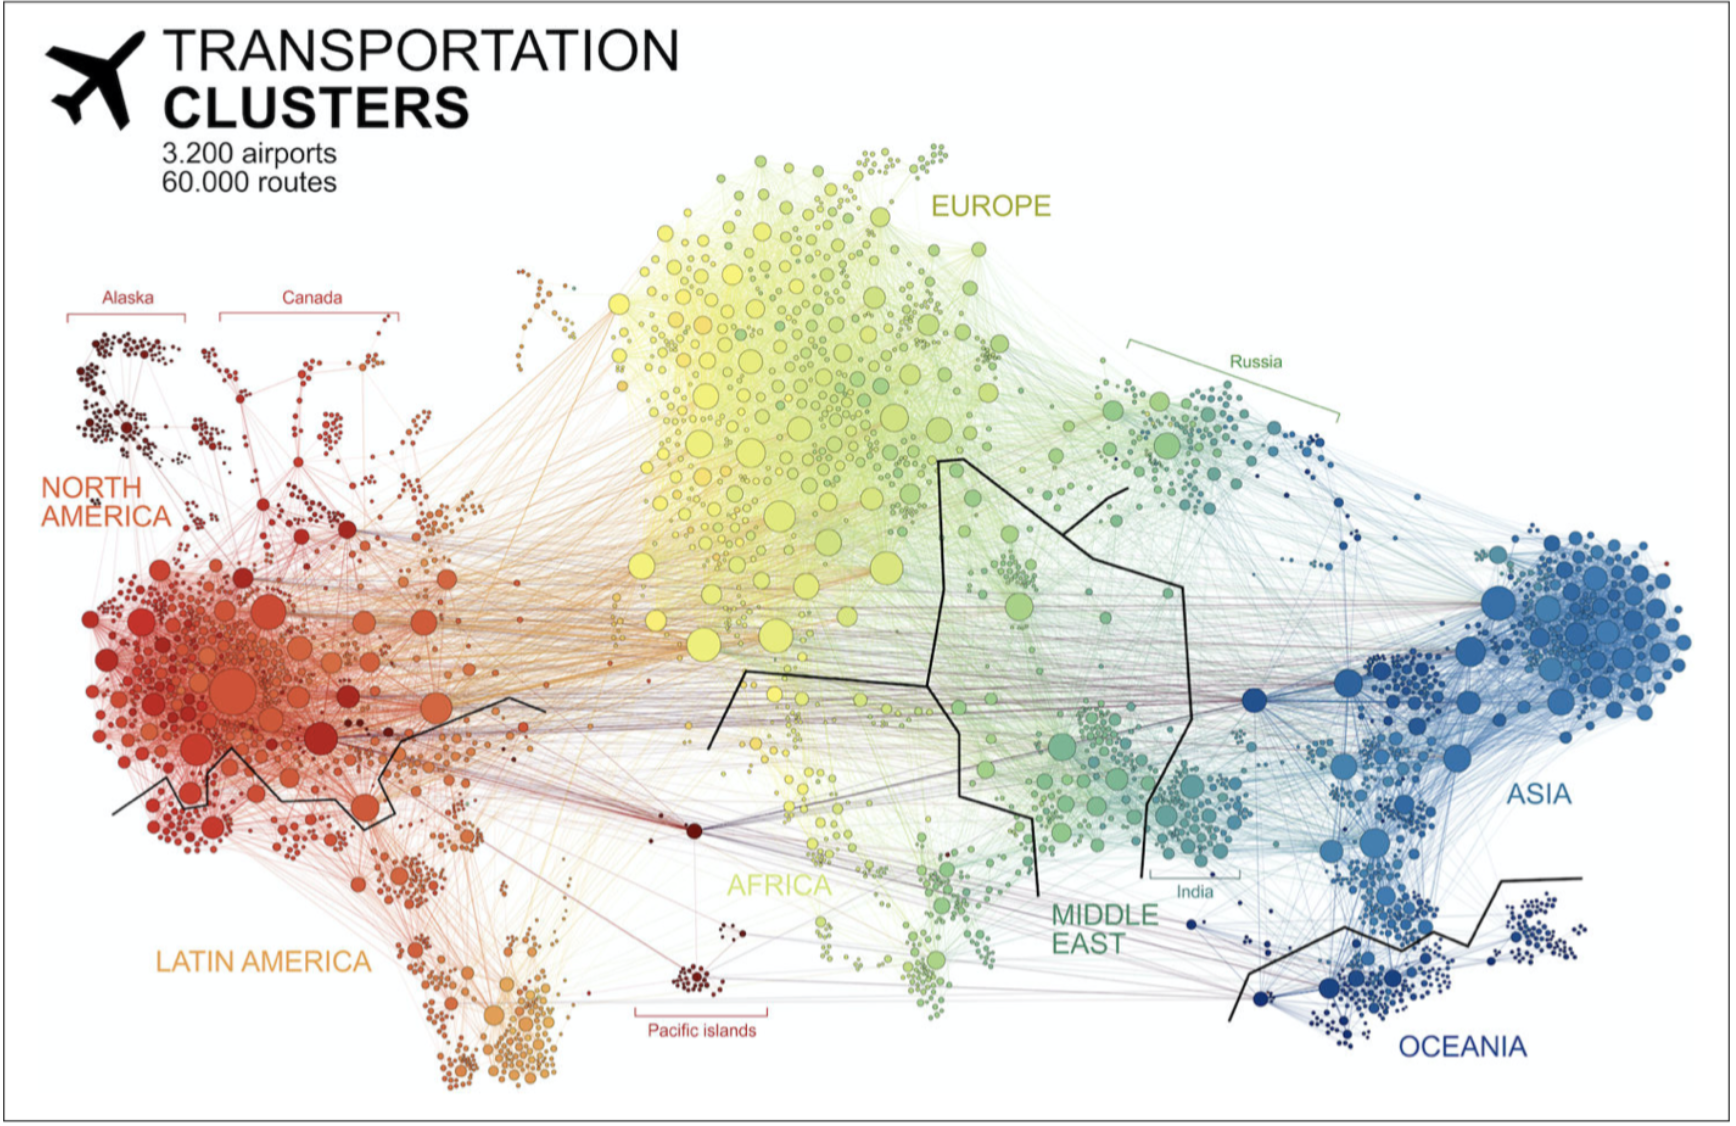 TRANSPORTATION
CLUSTERS
3.200 airports
60.000 routes
EUROPE
Alaska
Canada
Russia
NORTH
AMERICA
ASIA
AFRICA
India
MIDDLE
EAST
LATIN AMERICA
Pacific islands
OCEANIA